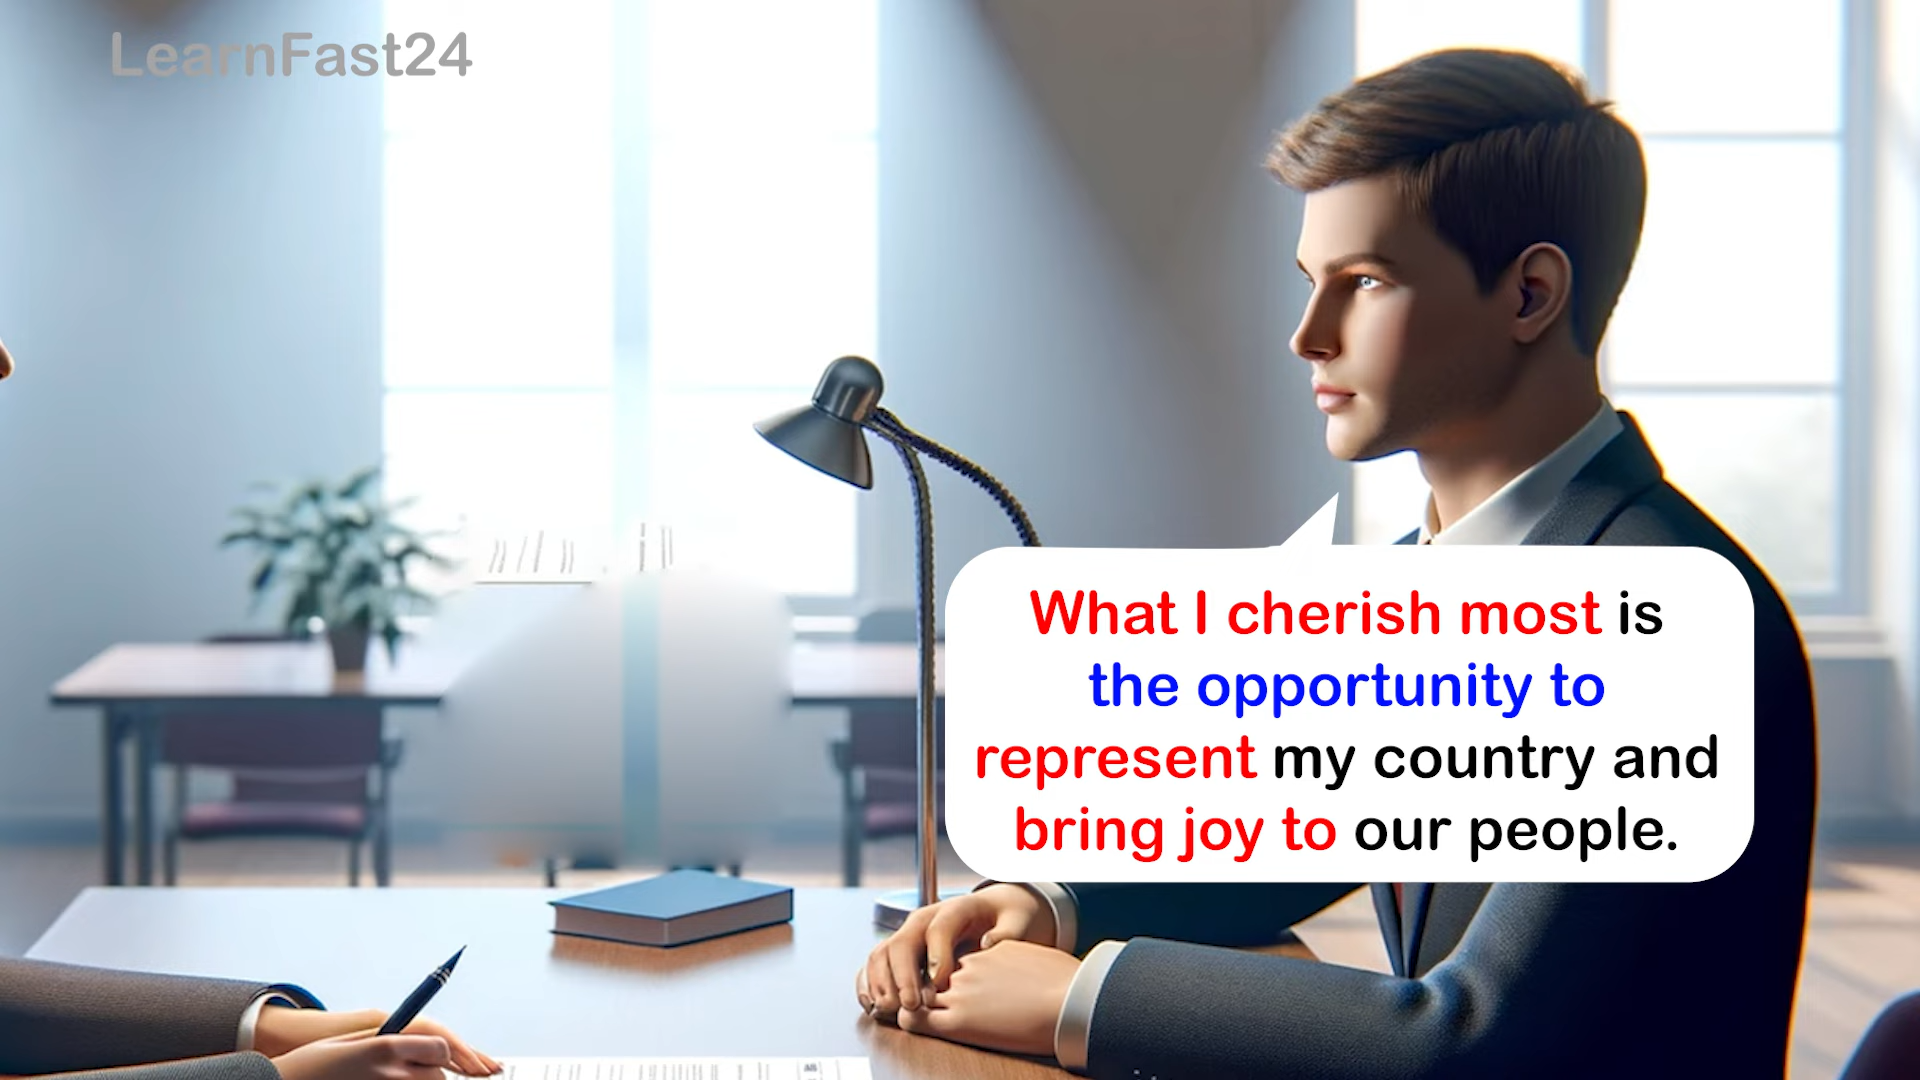 LearnFast24
What I cherish most is
the opportunity to
represent my country and
bring joy to our people.